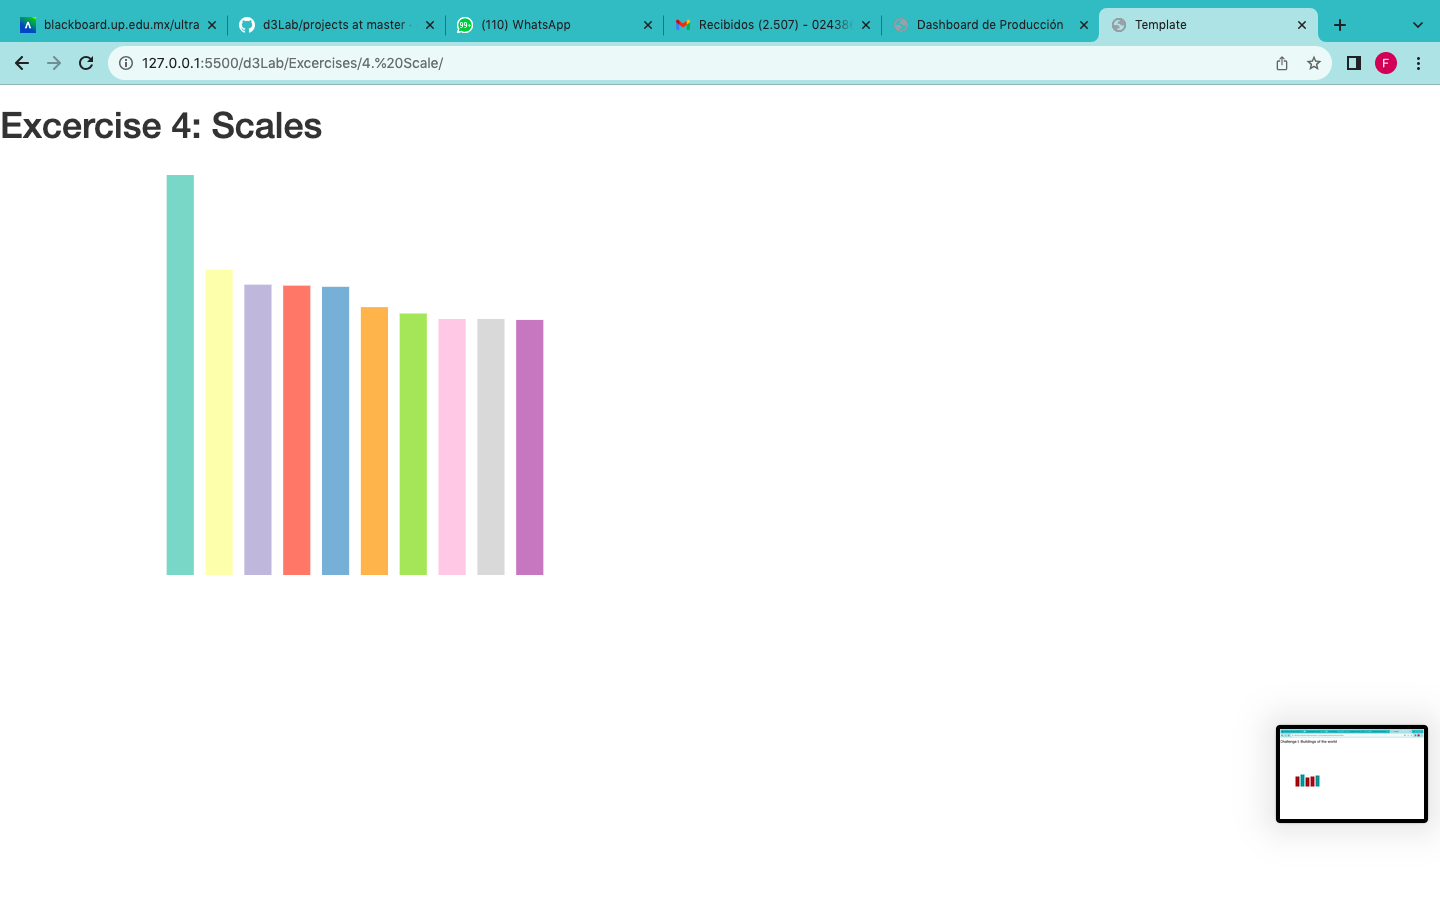 blackboard.up.edu.mx/ultra
d3Lab/projects at master ·
99+
(110) WhatsApp
Recibidos (2.507) - 02438
Dashboard de Producción
Template
127.0.0.1:5500/d3Lab/Excercises/4.%20Scale/
F
Excercise 4: Scales
Challenge 1: Buildings of the world